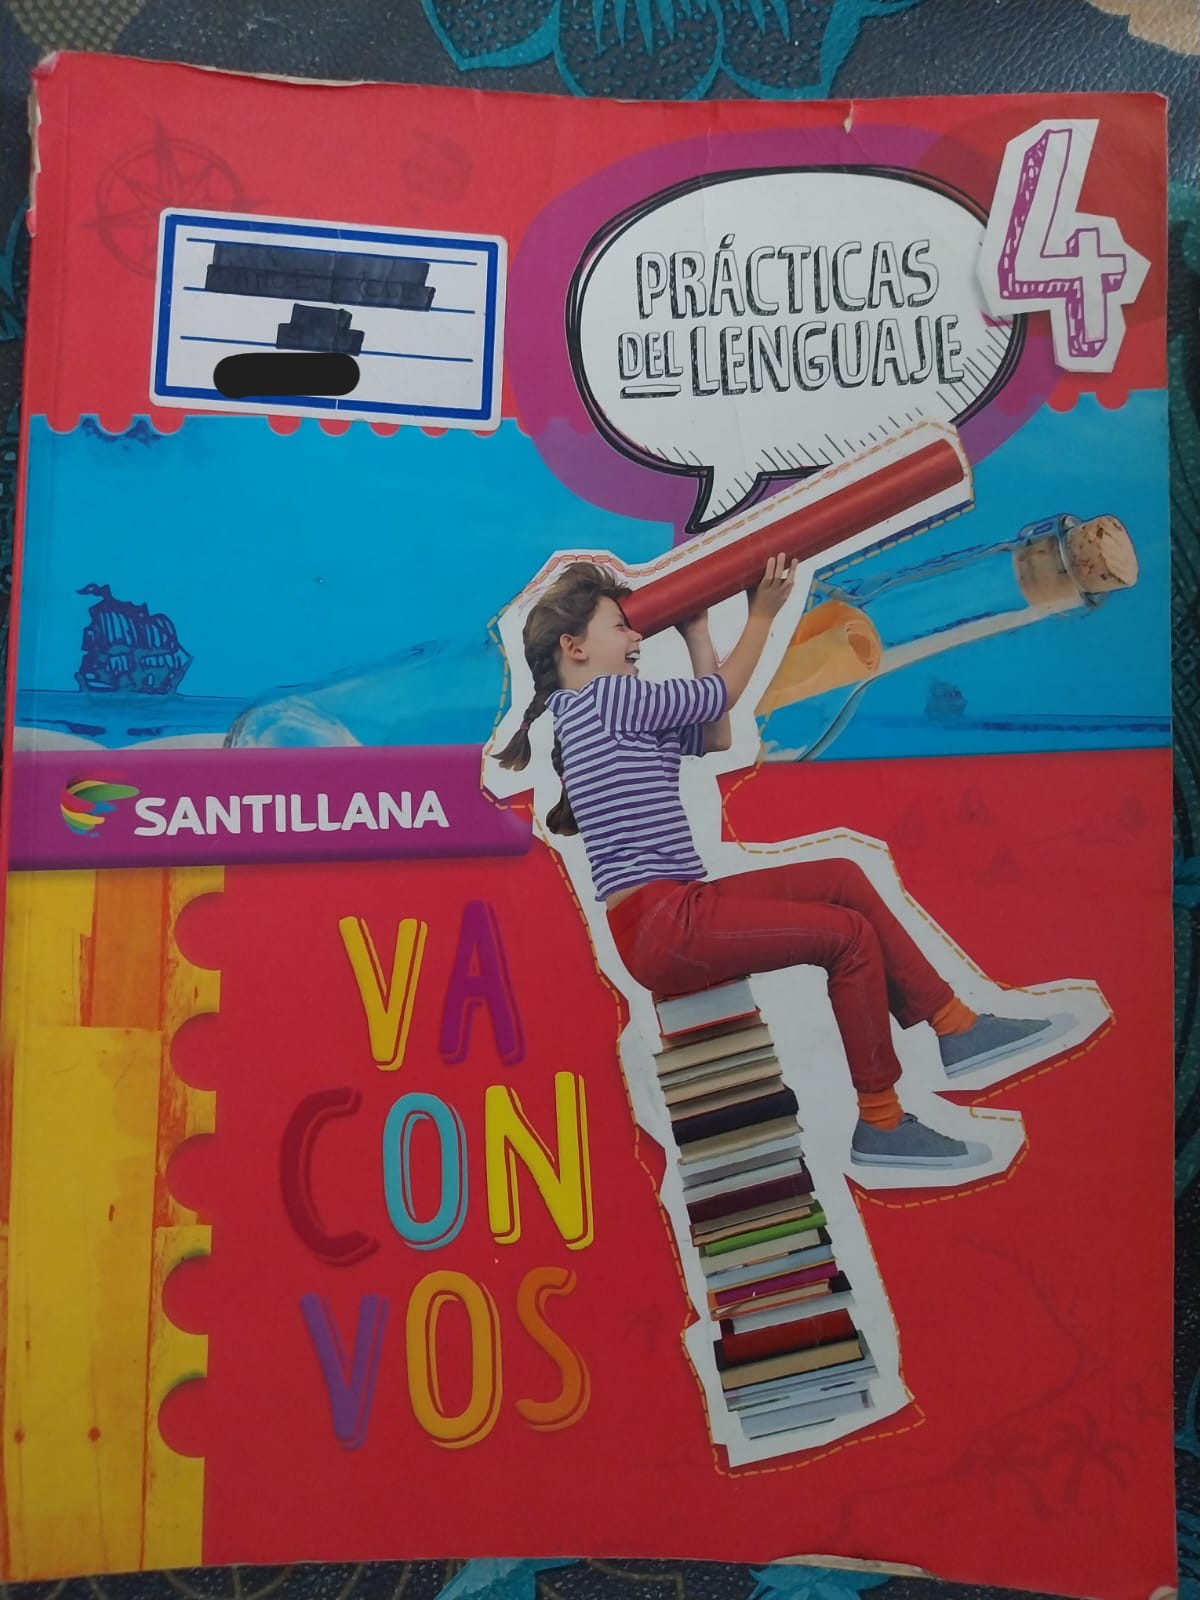 PRÁCTICAS
DEL LENGUAJE
4
SANTILLANA
VA
CON
VOS